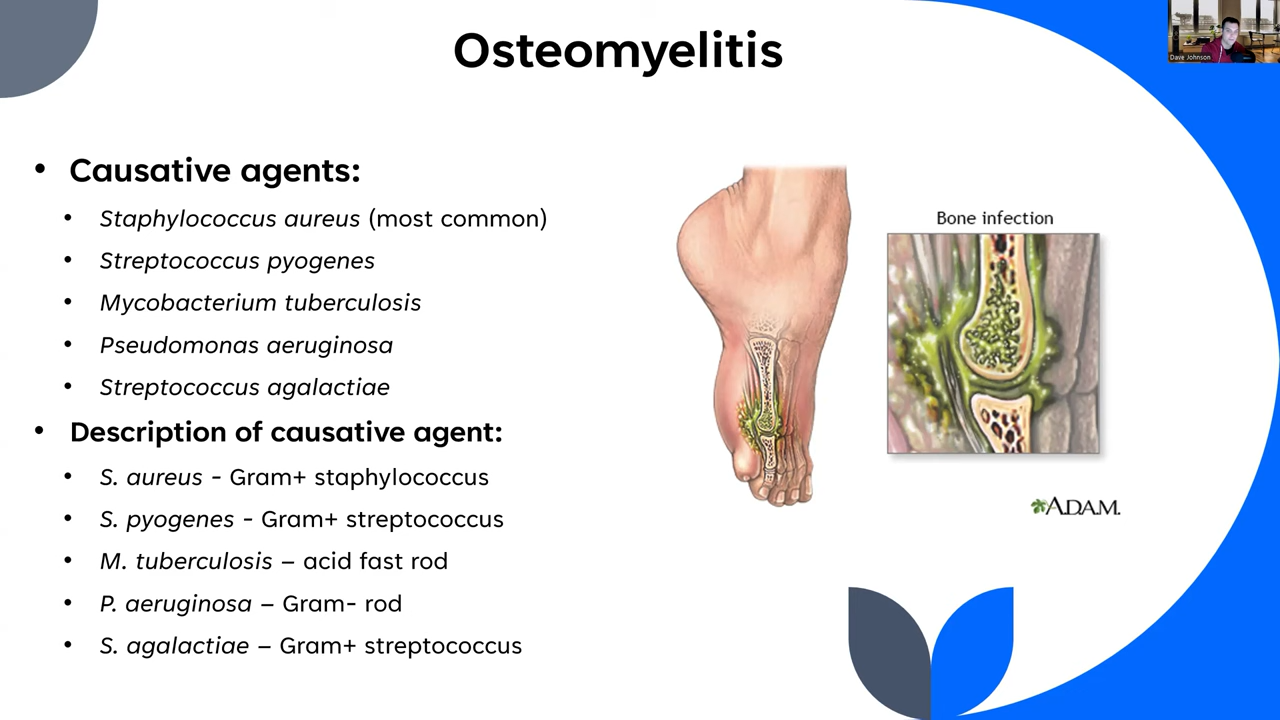 Osteomyelitis
Dave Johnson
• Causative agents:
• Staphylococcus aureus (most common)
• Streptococcus pyogenes
• Mycobacterium tuberculosis
• Pseudomonas aeruginosa
• Streptococcus agalactiae
• Description of causative agent:
• S. aureus - Gram+ staphylococcus
• S. pyogenes - Gram+ streptococcus
• M. tuberculosis – acid fast rod
• P. aeruginosa – Gram- rod
• S. agalactiae – Gram+ streptococcus
Bone infection
A.D.A.M.